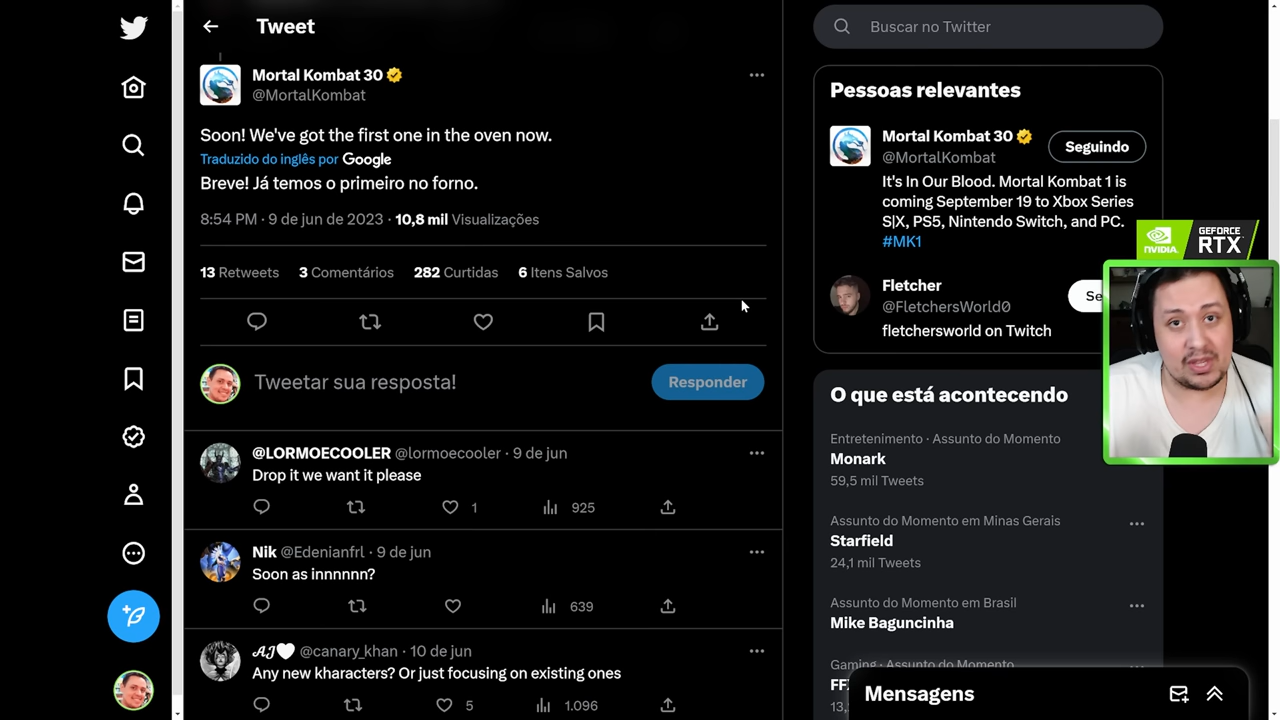 Tweet
Mortal Kombat 30
@MortalKombat
Soon! We've got the first one in the oven now.
Traduzido do inglês por Google
Breve! Já temos o primeiro no forno.
8:54 PM · 9 de jun de 2023 · 10,8 mil Visualizações
13 Retweets 3 Comentários 282 Curtidas 6 Itens Salvos
Tweetar sua resposta!
Responder
@LORMOECOOLER @lormoecooler · 9 de jun
Drop it we want it please
1 925
Nik @Edenianfrl · 9 de jun
Soon as innnnnn?
639
AJ🤍 @canary_khan · 10 de jun
Any new kharacters? Or just focusing on existing ones
5 1.096
Buscar no Twitter
Pessoas relevantes
Mortal Kombat 30
@MortalKombat
Seguindo
It's In Our Blood. Mortal Kombat 1 is
coming September 19 to Xbox Series
S|X, PS5, Nintendo Switch, and PC.
#MK1
NVIDIA.
GEFORCE
RTX
Fletcher
@FletchersWorld0
Se
fletchersworld on Twitch
O que está acontecendo
Entretenimento · Assunto do Momento
Monark
59,5 mil Tweets
Assunto do Momento em Minas Gerais
Starfield
24,1 mil Tweets
Assunto do Momento em Brasil
Mike Baguncinha
Gaming · Assunto do Momento
Mensagens